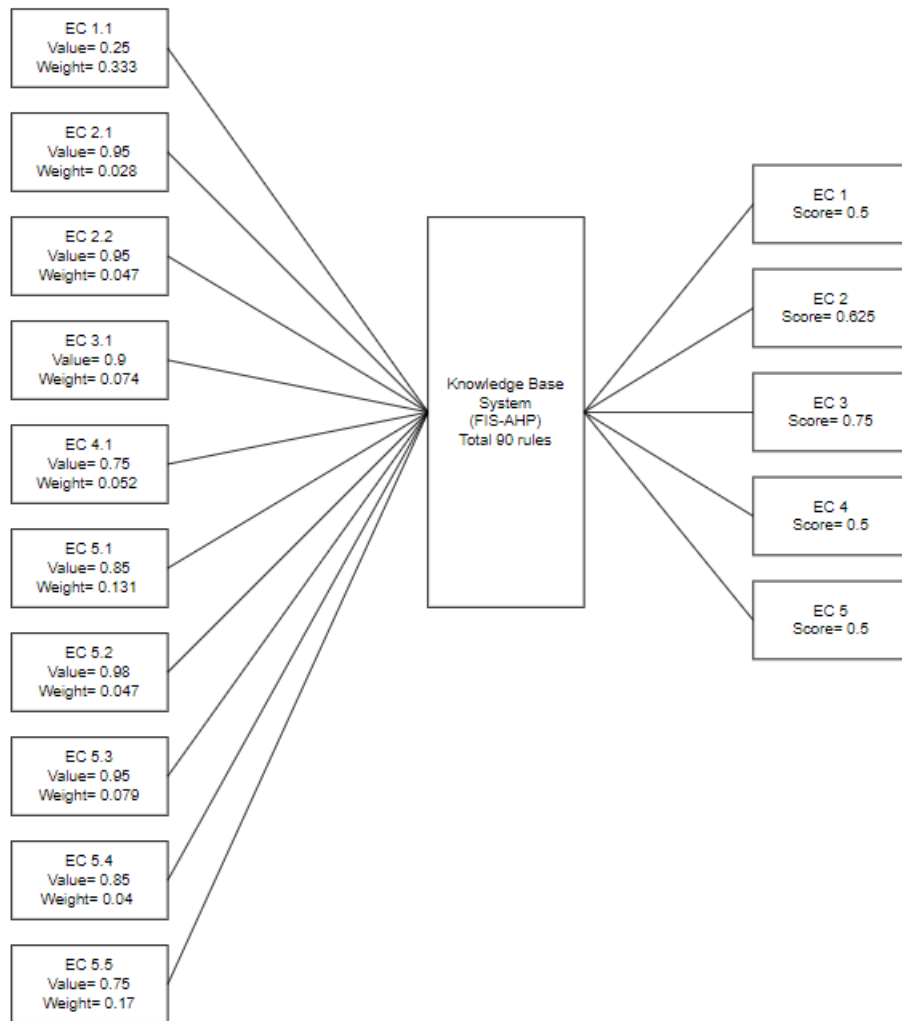 EC 1.1
Value= 0.25
Weight= 0.333
EC 2.1
Value= 0.95
Weight= 0.028
EC 2.2
Value= 0.95
Weight= 0.047
EC 3.1
Value= 0.9
Weight= 0.074
EC 4.1
Value= 0.75
Weight= 0.052
EC 5.1
Value= 0.85
Weight= 0.131
EC 5.2
Value= 0.98
Weight= 0.047
EC 5.3
Value= 0.95
Weight= 0.079
EC 5.4
Value= 0.85
Weight= 0.04
EC 5.5
Value= 0.75
Weight= 0.17
Knowledge Base
System
(FIS-AHP)
Total 90 rules
EC 1
Score= 0.5
EC 2
Score= 0.625
EC 3
Score= 0.75
EC 4
Score= 0.5
EC 5
Score= 0.5